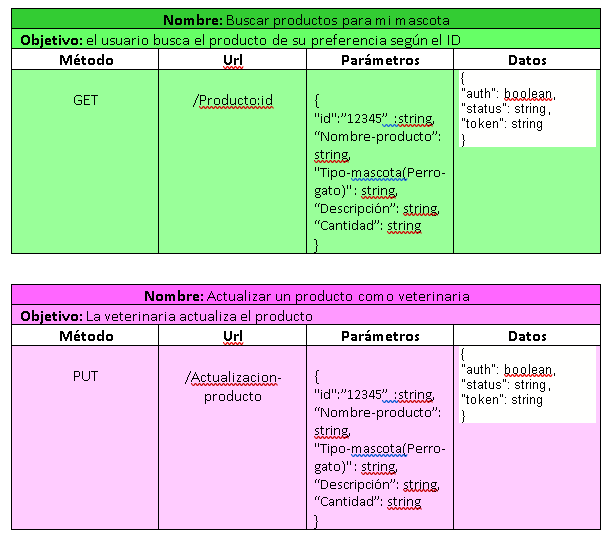 Nombre: Buscar productos para mi mascota
Objetivo: el usuario busca el producto de su preferencia según el ID
Método Url Parámetros Datos
GET
/Producto:id
{
"id":”12345” :string,
“Nombre-producto”:
string,
"Tipo-mascota(Perro-
gato)" : string,
“Descripción”: string,
“Cantidad”: string
}
{
"auth": boolean,
"status": string,
"token": string
}
Nombre: Actualizar un producto como veterinaria
Objetivo: La veterinaria actualiza el producto
Método Url Parámetros Datos
PUT
/Actualizacion-
producto
{
"id":”12345” :string,
“Nombre-producto”:
string,
"Tipo-mascota(Perro-
gato)" : string,
“Descripción”: string,
“Cantidad”: string
}
{
"auth": boolean,
"status": string,
"token": string
}